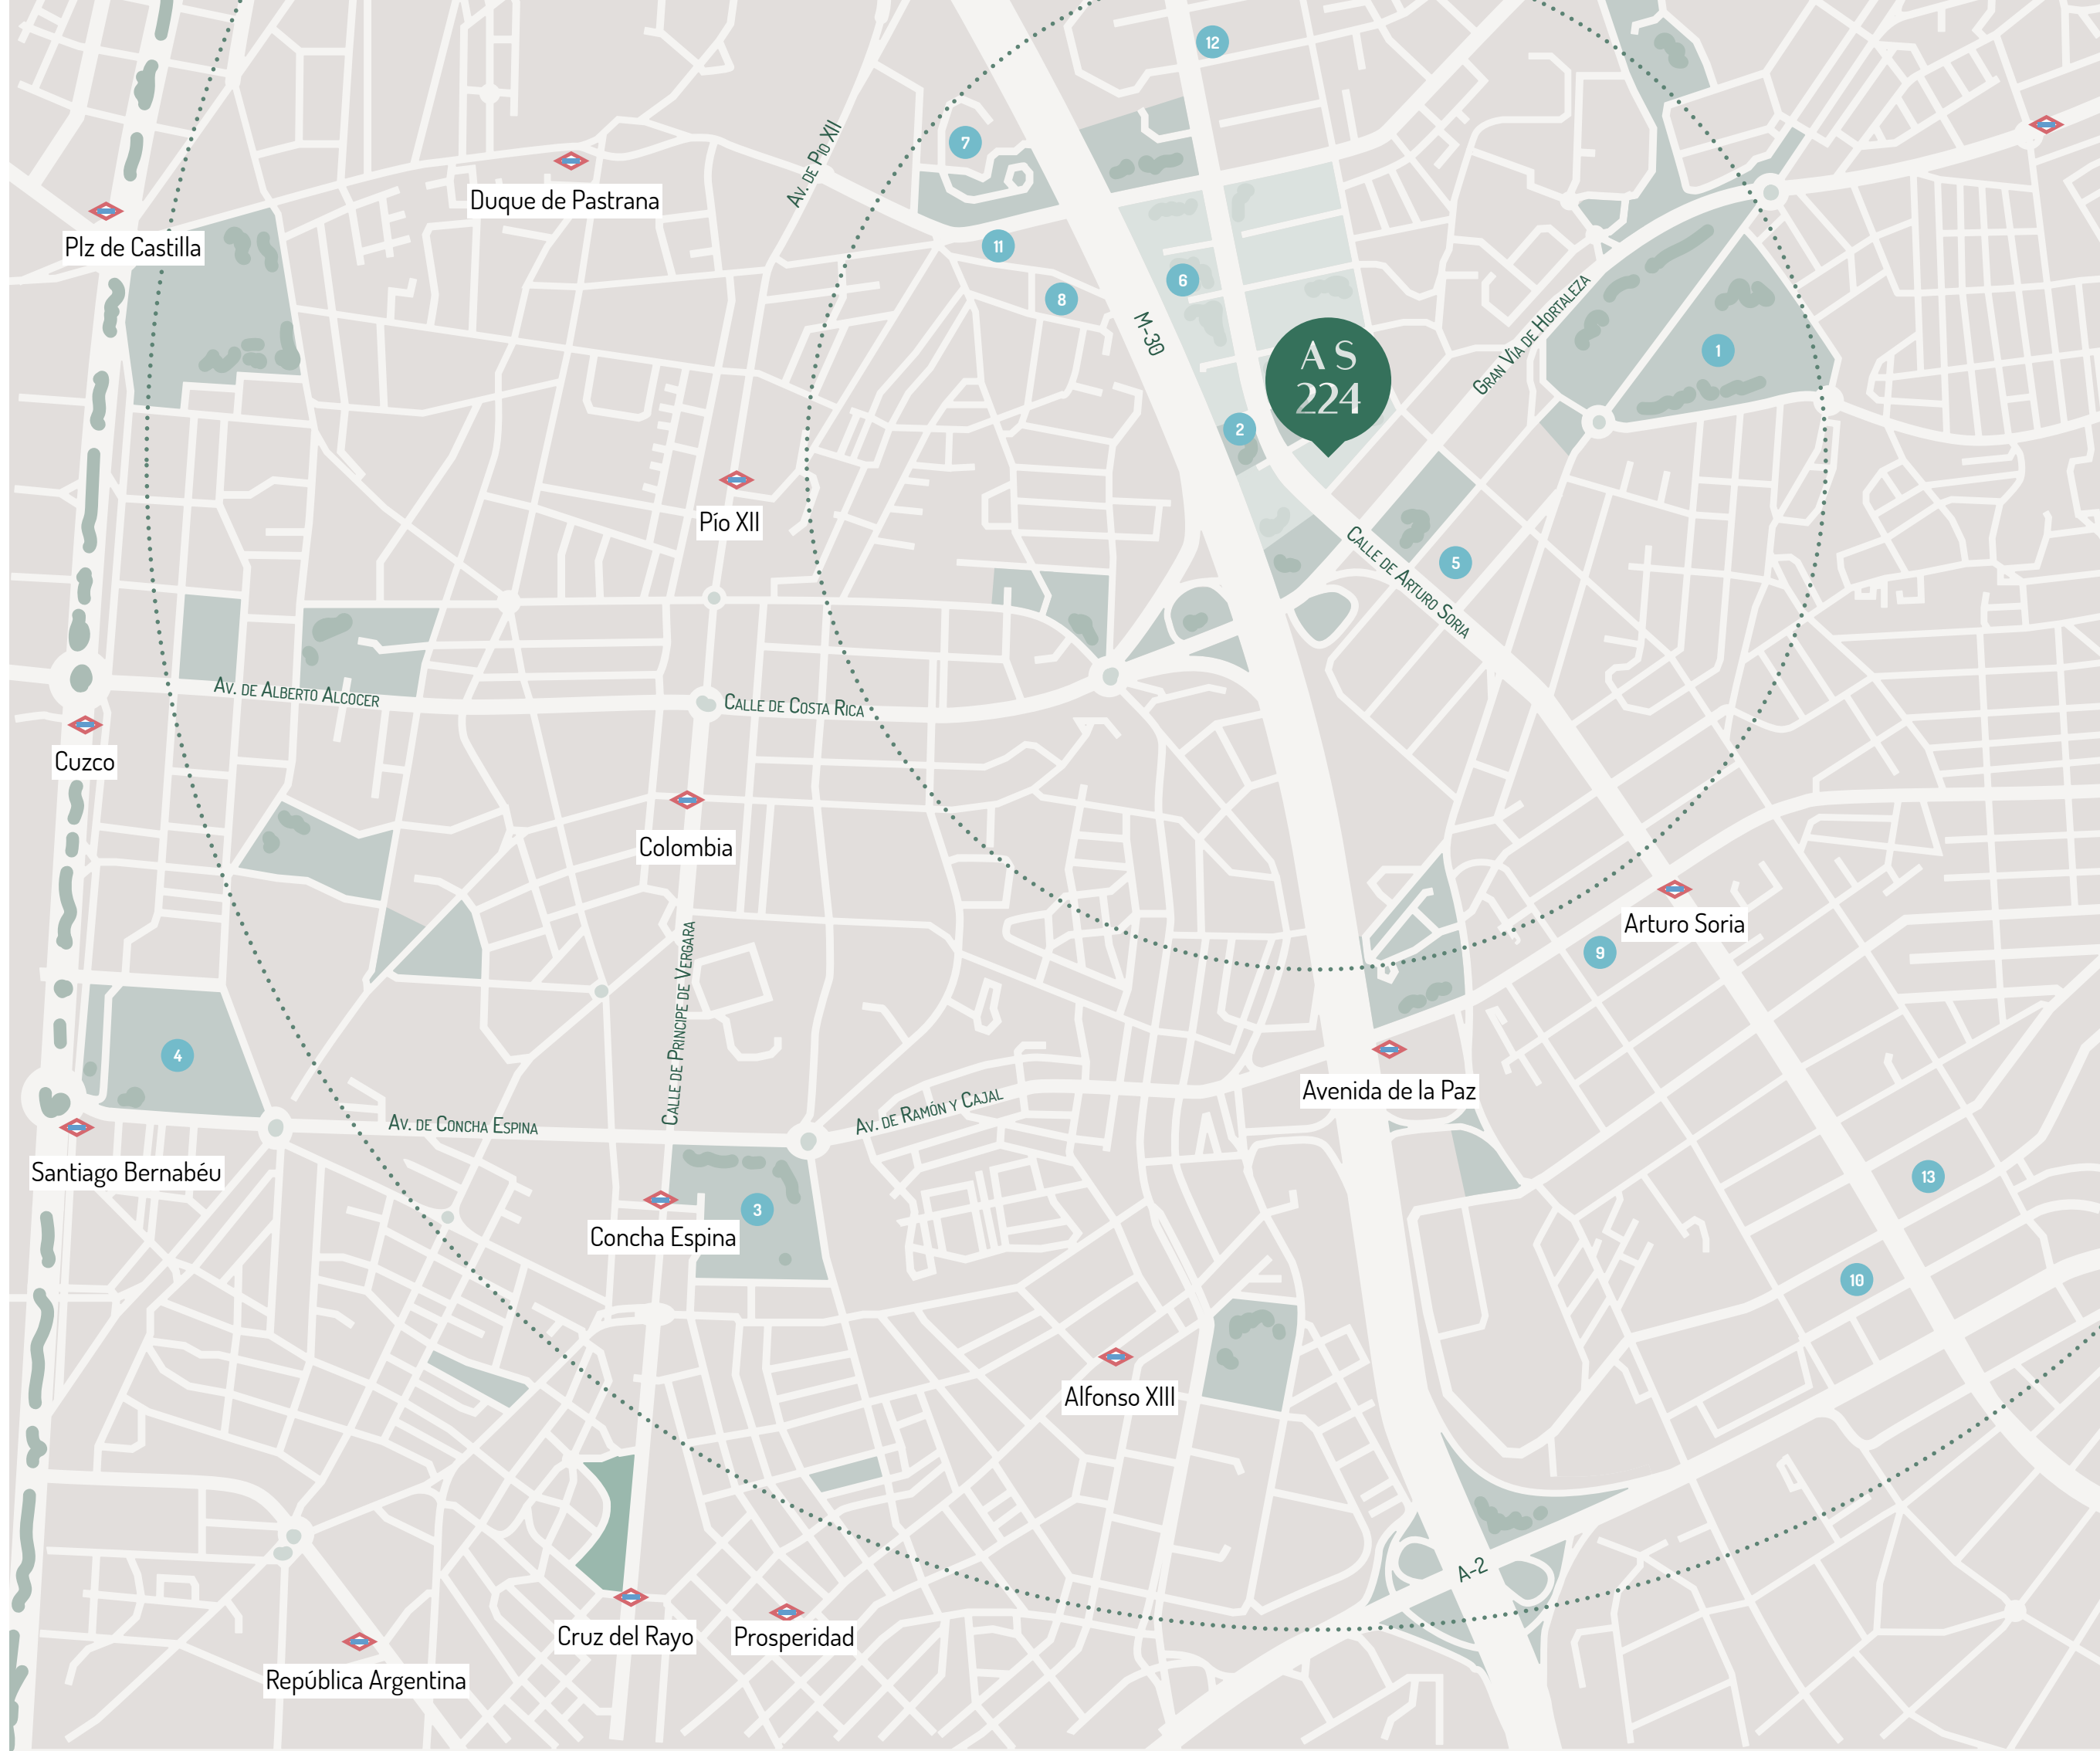 12
7
Av. de Pio XII
Duque de Pastrana
Plz de Castilla
11
6
8
M-30
Gran Vía de Hortaleza
1
A S
224
2
Pío XII
5
Calle de Arturo Soria
Av. de Alberto Alcocer
Calle de Costa Rica
Cuzco
Colombia
Arturo Soria
9
Calle de Principe de Vergara
4
Avenida de la Paz
Av. de Concha Espina
Av. de Ramón y Cajal
Santiago Bernabéu
13
3
Concha Espina
10
Alfonso XIII
A-2
Cruz del Rayo
Prosperidad
República Argentina